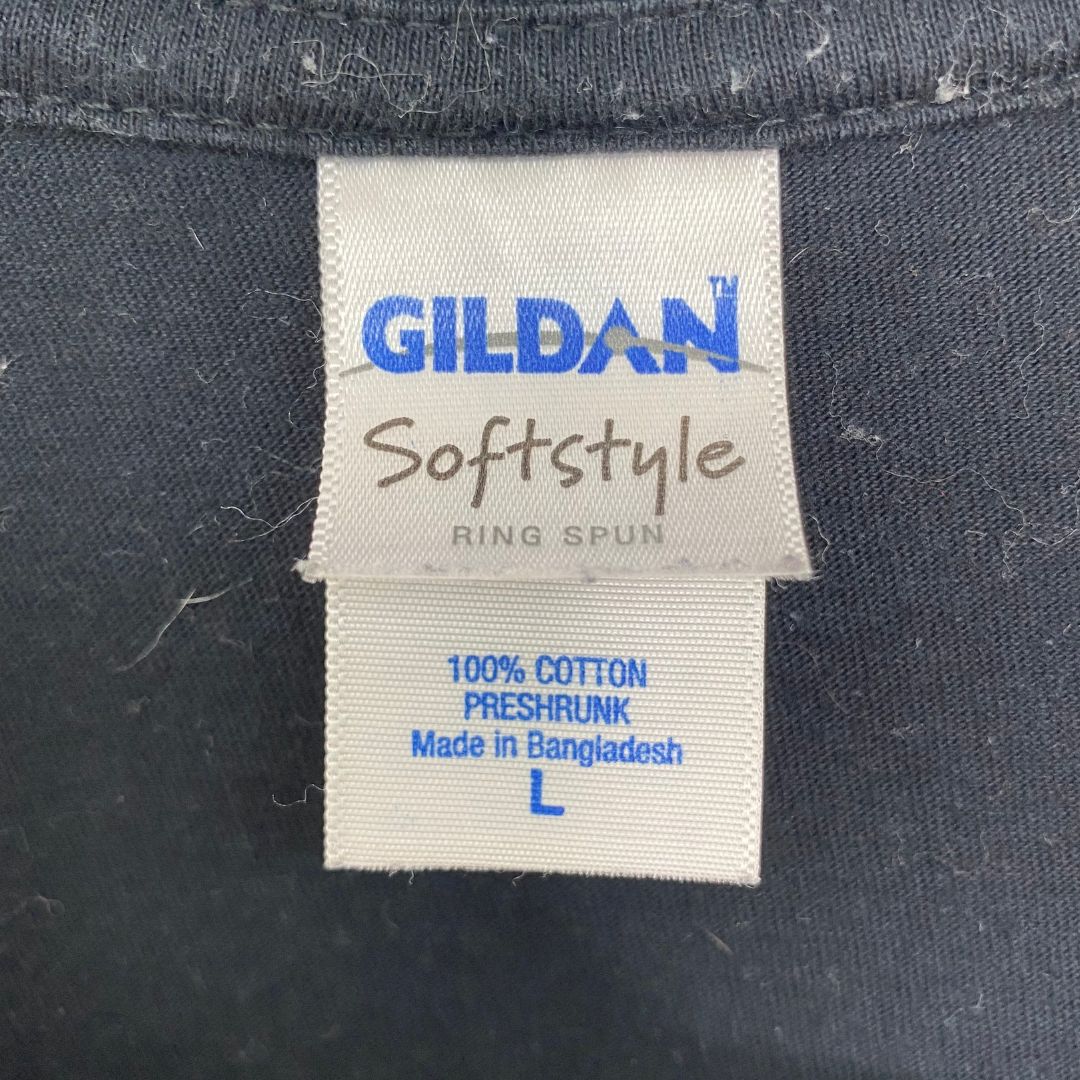 GILDAN™
Softstyle
RING SPUN
100% COTTON
PRESHRUNK
Made in Bangladesh
L